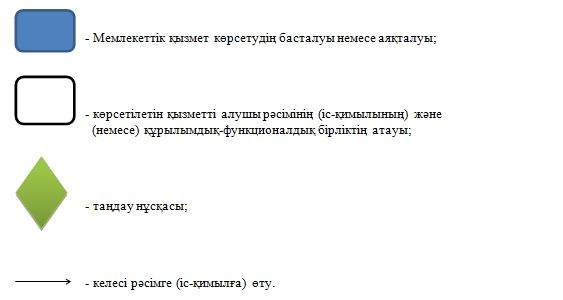 - Мемлекеттік қызмет көрсетудің басталуы немесе аяқталуы;
- көрсетілетін қызметті алушы рәсімінің (іс-қимылының) және
(немесе) құрылымдық-функционалдық бірліктің атауы;
- таңдау нұсқасы;
- келесі рәсімге (іс-қимылға) өту.